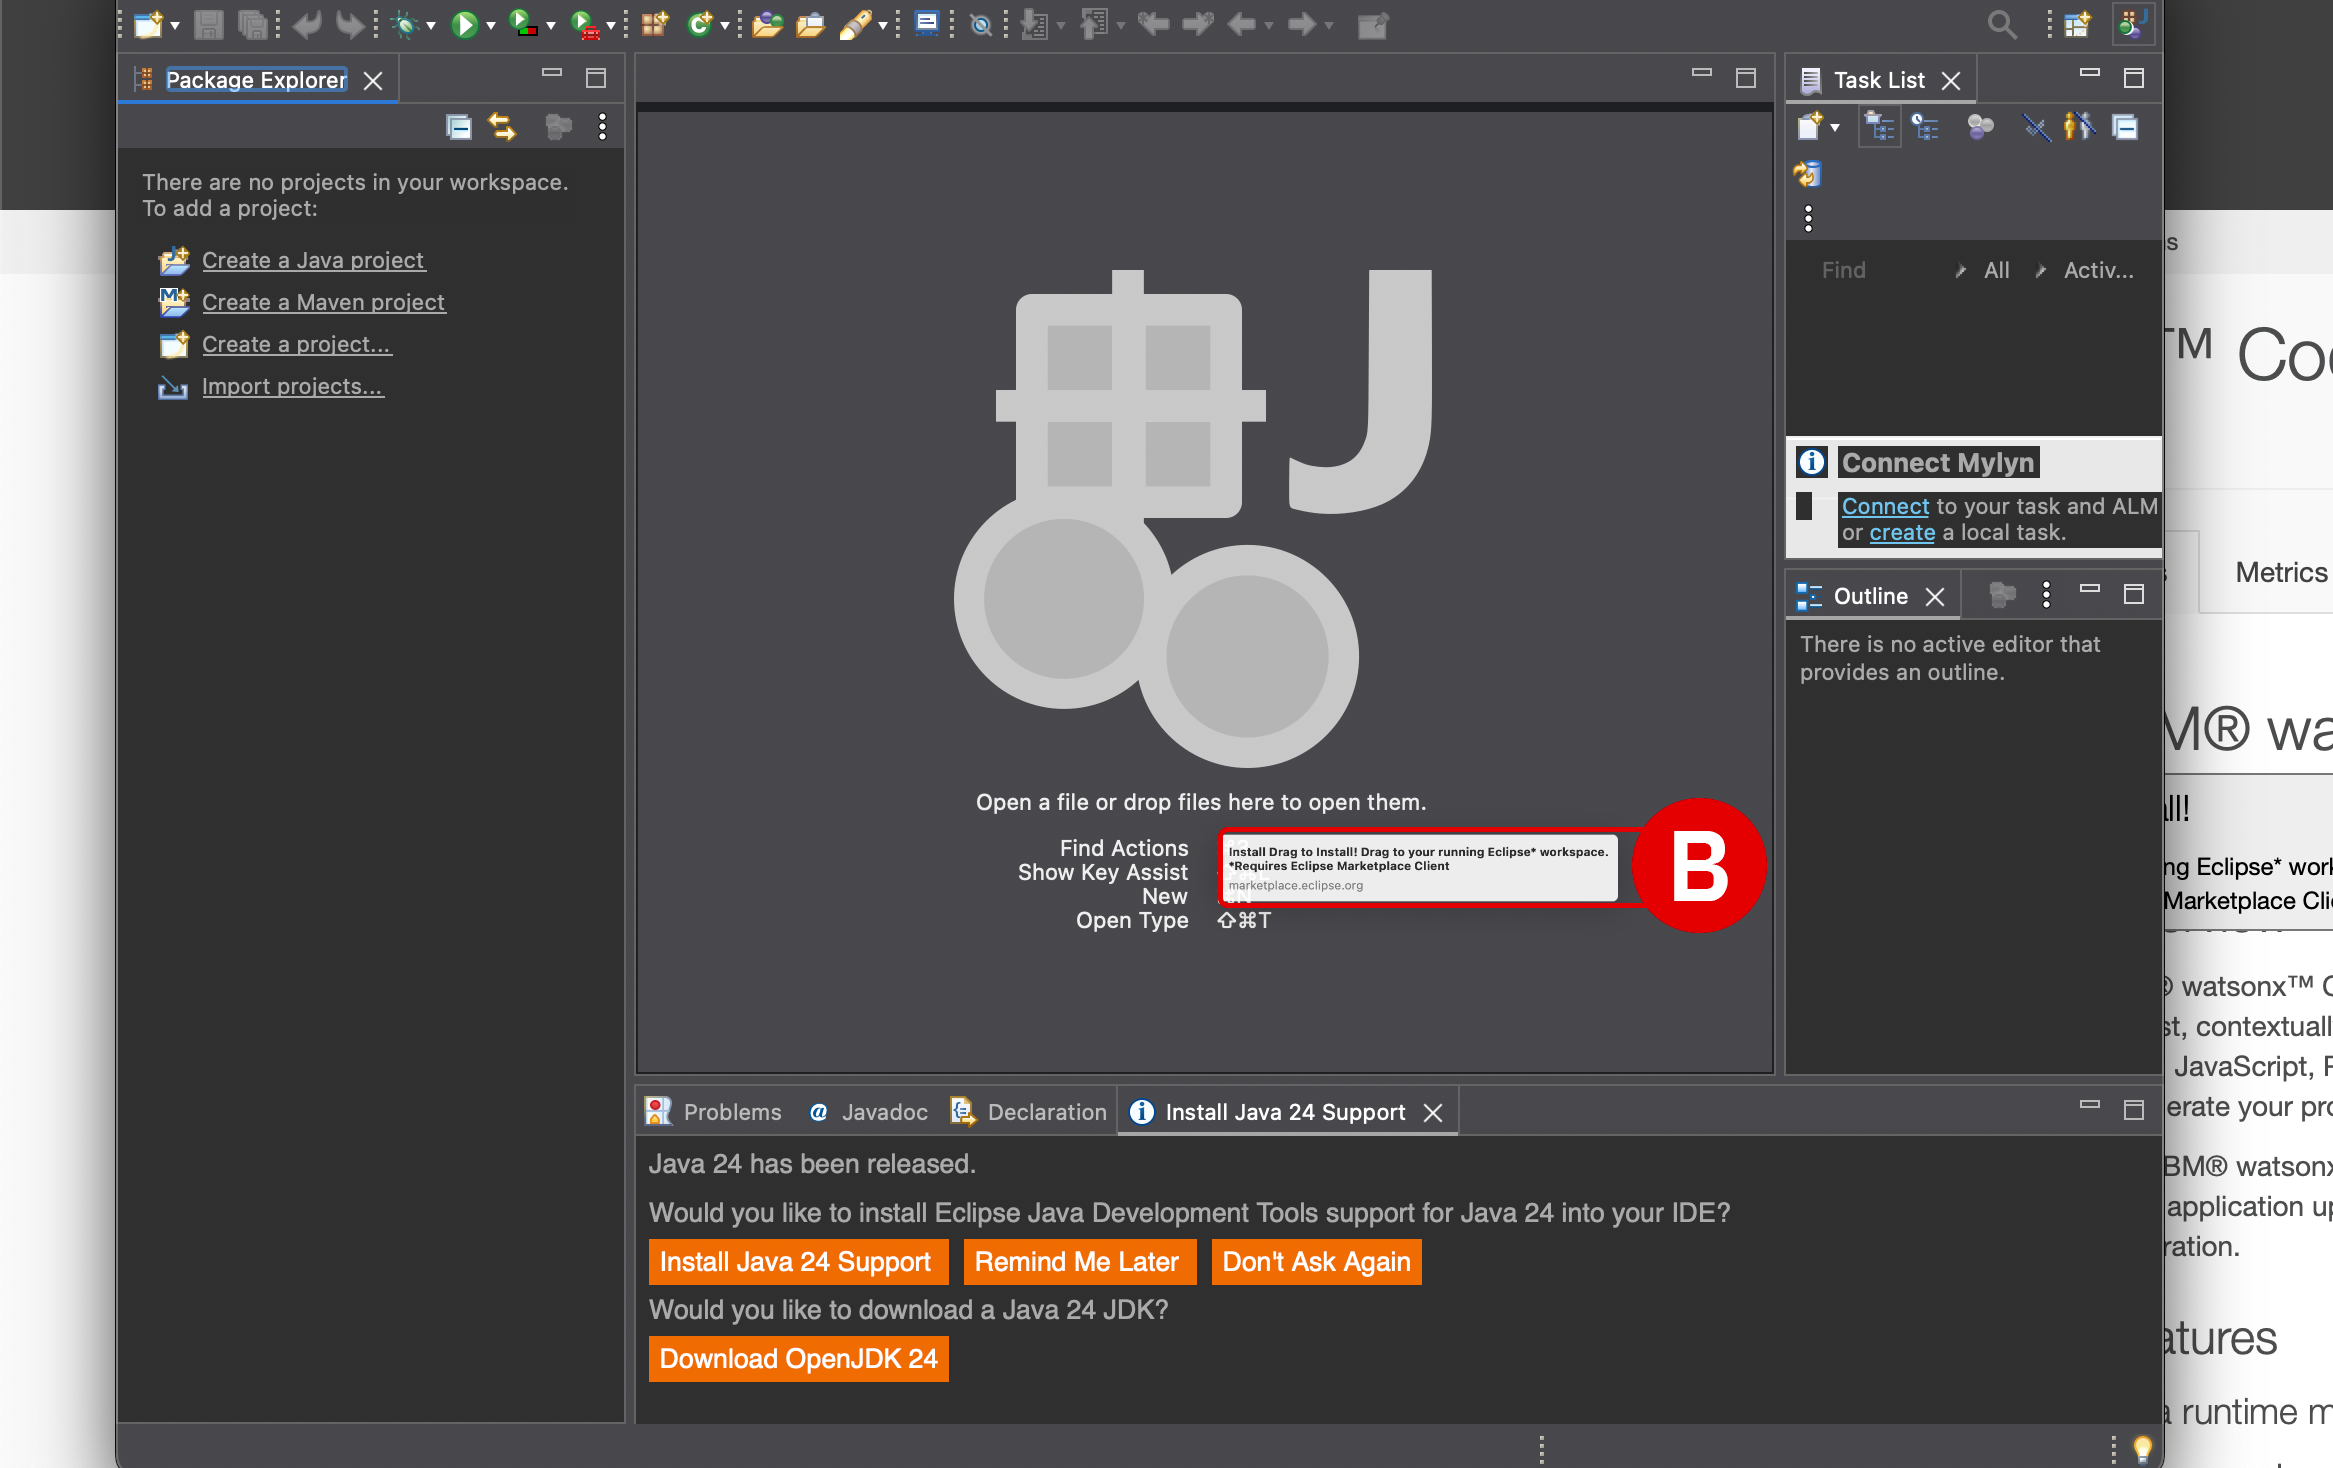 Package Explorer
There are no projects in your workspace.
To add a project:
Create a Java project
Create a Maven project
Create a project...
Import projects...
Open a file or drop files here to open them.
Find Actions
Show Key Assist
New
Open Type ⇧⌘T
Install Drag to Install! Drag to your running Eclipse* workspace.
*Requires Eclipse Marketplace Client
marketplace.eclipse.org
B
Task List
Find
All
Activ...
Connect Mylyn
Connect to your task and ALM
or create a local task.
Outline
There is no active editor that
provides an outline.
Problems
Javadoc
Declaration
Install Java 24 Support
Java 24 has been released.
Would you like to install Eclipse Java Development Tools support for Java 24 into your IDE?
Install Java 24 Support
Remind Me Later
Don't Ask Again
Would you like to download a Java 24 JDK?
Download OpenJDK 24
s
™ Co
Metrics
M® wa
all!
ng Eclipse* work
Marketplace Cli
® watsonx™ C
st, contextuall
JavaScript, P
erate your pro
BM® watsonx
application up
ration.
atures
a runtime m